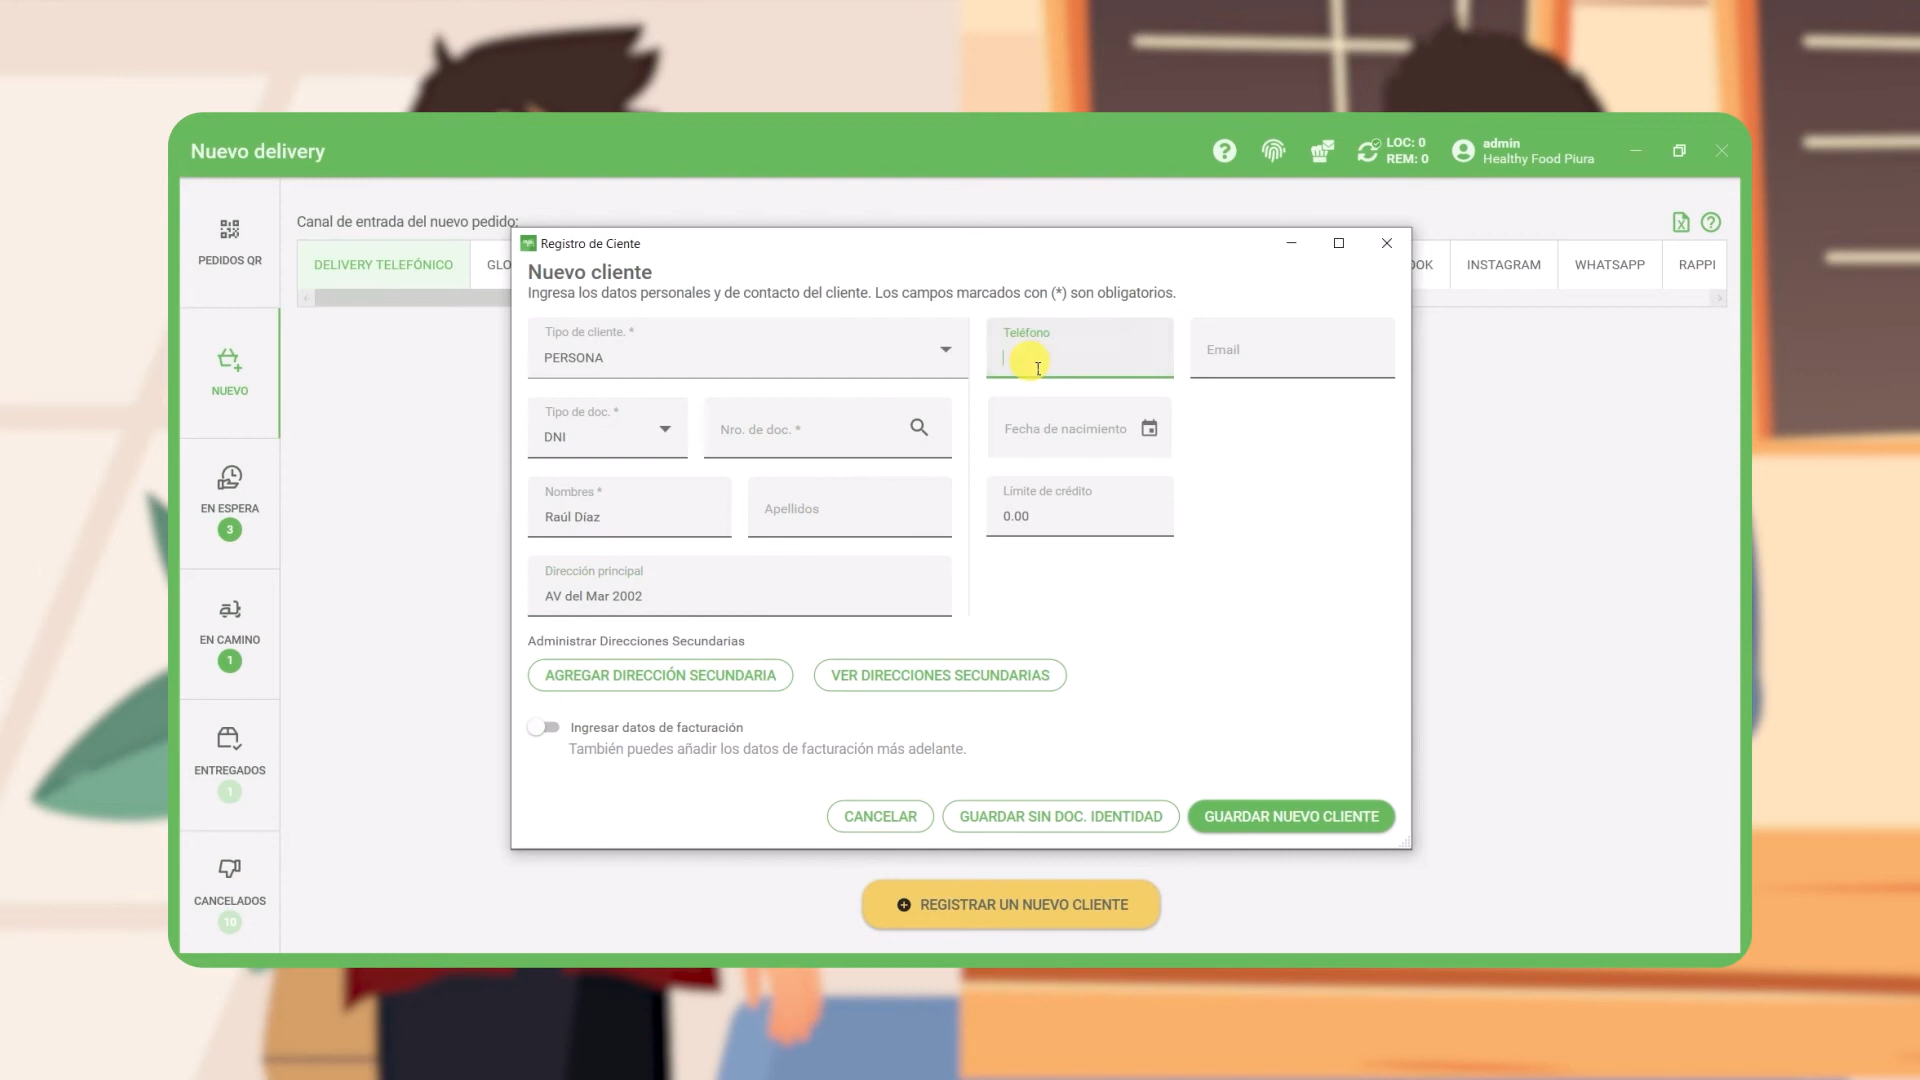 Nuevo delivery
LOC: 0
REM: 0
admin
Healthy Food Piura
PEDIDOS QR
NUEVO
EN ESPERA
3
EN CAMINO
1
ENTREGADOS
1
CANCELADOS
10
Canal de entrada del nuevo pedido:
DELIVERY TELEFÓNICO
GLO
OOK
INSTAGRAM
WHATSAPP
RAPPI
Registro de Ciente
Nuevo cliente
Ingresa los datos personales y de contacto del cliente. Los campos marcados con (*) son obligatorios.
Tipo de cliente. *
PERSONA
Teléfono
Email
Tipo de doc. *
DNI
Nro. de doc. *
Fecha de nacimiento
Nombres *
Raúl Díaz
Apellidos
Límite de crédito
0.00
Dirección principal
AV del Mar 2002
Administrar Direcciones Secundarias
AGREGAR DIRECCIÓN SECUNDARIA
VER DIRECCIONES SECUNDARIAS
Ingresar datos de facturación
También puedes añadir los datos de facturación más adelante.
CANCELAR
GUARDAR SIN DOC. IDENTIDAD
GUARDAR NUEVO CLIENTE
REGISTRAR UN NUEVO CLIENTE